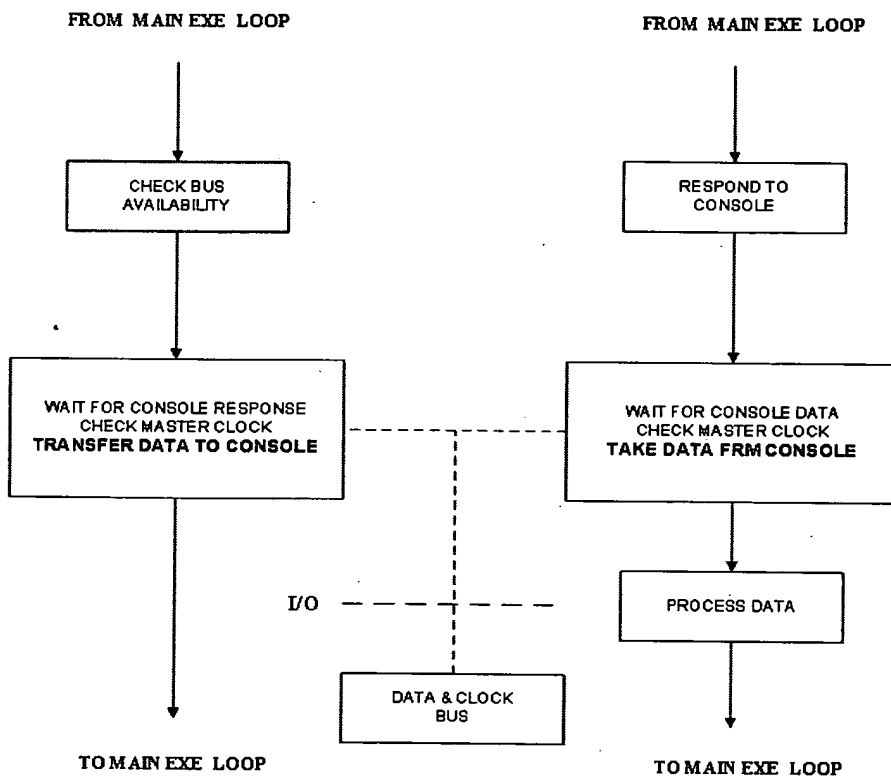 FROM MAIN EXE LOOP
CHECK BUS
AVAILABILITY
WAIT FOR CONSOLE RESPONSE
CHECK MASTER CLOCK
TRANSFER DATA TO CONSOLE
TO MAIN EXE LOOP
FROM MAIN EXE LOOP
RESPOND TO
CONSOLE
WAIT FOR CONSOLE DATA
CHECK MASTER CLOCK
TAKE DATA FRM CONSOLE
PROCESS DATA
TO MAIN EXE LOOP
I/O
DATA & CLOCK
BUS